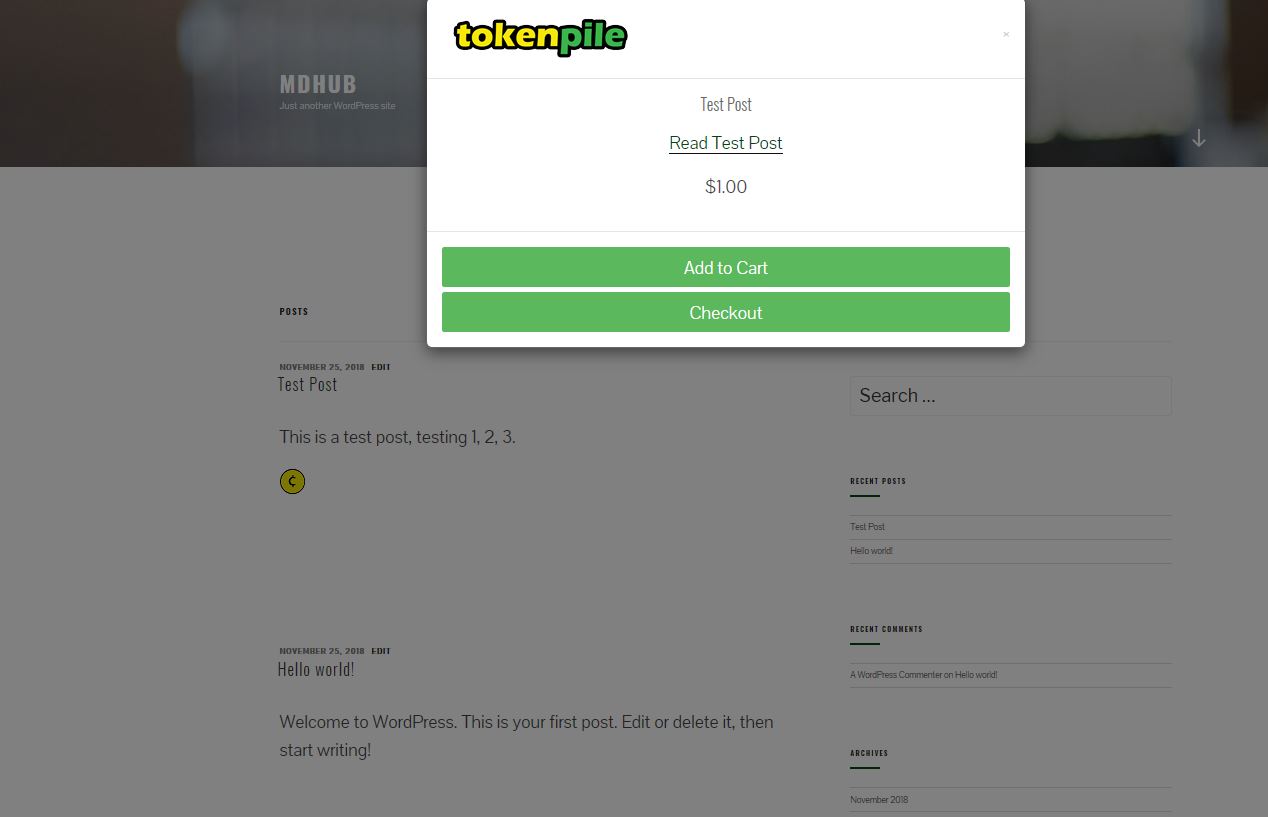 tokenpile
×
MDHUB
Just another WordPress site
Test Post
Read Test Post
$1.00
Add to Cart
Checkout
POSTS
NOVEMBER 25, 2018 EDIT
Test Post
This is a test post, testing 1, 2, 3.
¢
NOVEMBER 25, 2018 EDIT
Hello world!
Welcome to WordPress. This is your first post. Edit or delete it, then
start writing!
Search ...
RECENT POSTS
Test Post
Hello world!
RECENT COMMENTS
A WordPress Commenter on Hello world!
ARCHIVES
November 2018